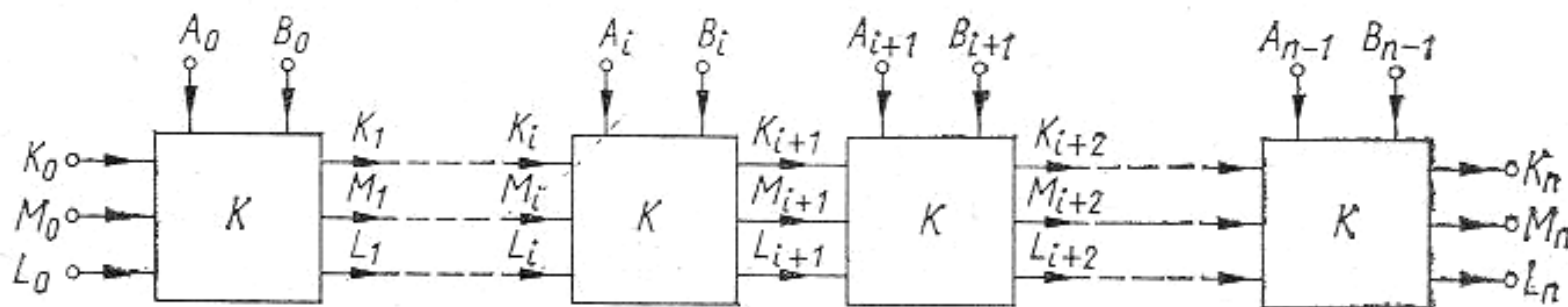 A₀ B₀ Aᵢ Bᵢ Aᵢ₊₁ Bᵢ₊₁ Aₙ₋₁ Bₙ₋₁
K₀ K₁ Kᵢ Kᵢ₊₁ Kᵢ₊₂ Kₙ
M₀ K M₁ Mᵢ K Mᵢ₊₁ K Mᵢ₊₂ K Mₙ
L₀ L₁ Lᵢ Lᵢ₊₁ Lᵢ₊₂ Lₙ